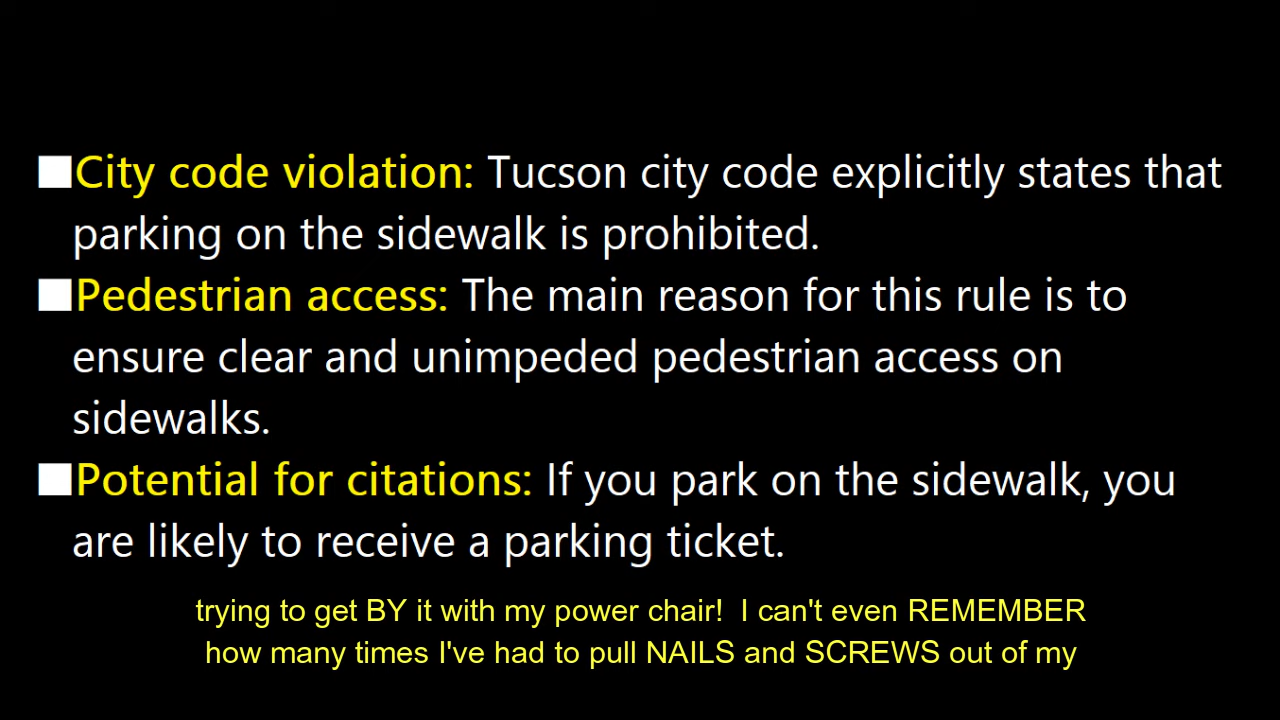 ■City code violation: Tucson city code explicitly states that
parking on the sidewalk is prohibited.
■Pedestrian access: The main reason for this rule is to
ensure clear and unimpeded pedestrian access on
sidewalks.
■Potential for citations: If you park on the sidewalk, you
are likely to receive a parking ticket.
trying to get BY it with my power chair! I can't even REMEMBER
how many times I've had to pull NAILS and SCREWS out of my